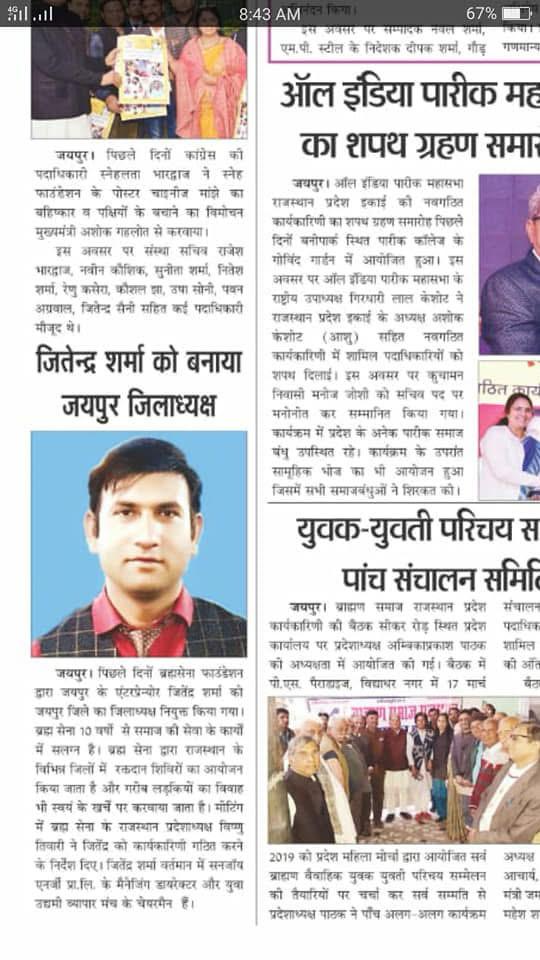 8:43 AM
67%
जयपुर। पिछले दिनों कांग्रेस की
पदाधिकारी स्नेहलता भारद्वाज ने स्नेह
फाउंडेशन के पोस्टर चाइनीज मांझे का
बहिष्कार व पक्षियों के बचाने का विमोचन
मुख्यमंत्री अशोक गहलोत से करवाया।
इस अवसर पर संस्था सचिव राजेश
भारद्वाज, नवीन कौशिक, सुनीता शर्मा, नितेश
शर्मा, रेणु कसेरा, कौशल झा, उषा सोनी, पवन
अग्रवाल, जितेन्द्र सैनी सहित कई पदाधिकारी
मौजूद थे।
जितेन्द्र शर्मा को बनाया
जयपुर जिलाध्यक्ष
जयपुर। पिछले दिनों ब्रह्मसेना फाउंडेशन
द्वारा जयपुर के एंटरप्रेन्योर जितेंद्र शर्मा को
जयपुर जिले का जिलाध्यक्ष नियुक्त किया गया।
ब्रह्म सेना 10 वर्षों से समाज की सेवा के कार्यों
में सलग्न है। ब्रह्म सेना द्वारा राजस्थान के
विभिन्न जिलों में रक्तदान शिविरों का आयोजन
किया जाता है और गरीब लड़कियों का विवाह
भी स्वयं के खर्चे पर करवाया जाता है। मीटिंग
में ब्रह्म सेना के राजस्थान प्रदेशाध्यक्ष विष्णु
तिवारी ने जितेंद्र को कार्यकारिणी गठित करने
के निर्देश दिए। जितेंद्र शर्मा वर्तमान में सनजॉय
एनर्जी प्रा.लि. के मैनेजिंग डायरेक्टर और युवा
उद्यमी व्यापार मंच के चेयरमैन हैं।
किया।
इस अवसर पर सम्पादक नवल शर्मा,
एम.पी. स्टील के निदेशक दीपक शर्मा, गौड़
गणमान्य
ऑल इंडिया पारीक मह
का शपथ ग्रहण समा
जयपुर। ऑल इंडिया पारीक महासभा
राजस्थान प्रदेश इकाई की नवगठित
कार्यकारिणी का शपथ ग्रहण समारोह पिछले
दिनों बनीपार्क स्थित पारीक कॉलेज के
गोविंद गार्डन में आयोजित हुआ। इस
अवसर पर ऑल इंडिया पारीक महासभा के
राष्ट्रीय उपाध्यक्ष गिरधारी लाल केशोट ने
राजस्थान प्रदेश इकाई के अध्यक्ष अशोक
केशोट (आशु) सहित नवगठित
कार्यकारिणी में शामिल पदाधिकारियों को
शपथ दिलाई। इस अवसर पर कुचामन
निवासी मनोज जोशी को सचिव पद पर
मनोनीत कर सम्मानित किया गया।
कार्यक्रम में प्रदेश के अनेक पारीक समाज
बंधु उपस्थित रहे। कार्यक्रम के उपरांत
सामूहिक भोज का भी आयोजन हुआ
जिसमें सभी समाजबंधुओं ने शिरकत की।
युवक-युवती परिचय स
पांच संचालन समिति
जयपुर। ब्राह्मण समाज राजस्थान प्रदेश
कार्यकारिणी की बैठक सीकर रोड़ स्थित प्रदेश
कार्यालय पर प्रदेशाध्यक्ष अम्बिकाप्रकाश पाठक
की अध्यक्षता में आयोजित की गई। बैठक में
पी.एस. पैराडाइज, विद्याधर नगर में 17 मार्च
संचालन
पदाधिक
शामिल
2019 को प्रदेश महिला मोर्चा द्वारा आयोजित सर्व
ब्राह्मण वैवाहिक युवक युवती परिचय सम्मेलन
की तैयारियों पर चर्चा कर सर्व सम्मति से
प्रदेशाध्यक्ष पाठक ने पाँच अलग-अलग कार्यक्रम
अध्यक्ष
आचार्य,
मंत्री जम
महेश श